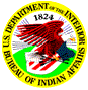 U.S. DEPARTMENT OF THE INTERIOR
1824
BUREAU OF INDIAN AFFAIRS